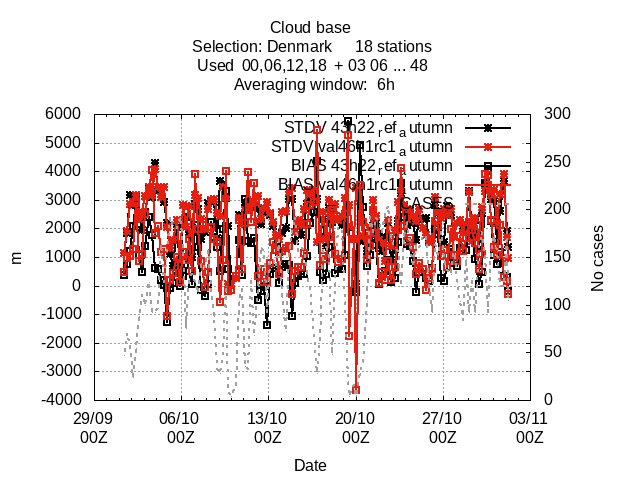 Cloud base
Selection: Denmark 18 stations
Used 00,06,12,18 + 03 06 ... 48
Averaging window: 6h
6000
5000
4000
3000
2000
1000
0
-1000
-2000
-3000
-4000
m
300
250
200
150
100
50
0
No cases
STDV 43h22_ref_autumn
STDV val46h1rc1_autumn
BIAS 43h22_ref_autumn
BIAS val46h1rc1_autumn
CASES
29/09 06/10 13/10 20/10 27/10 03/11
00Z 00Z 00Z 00Z 00Z 00Z
Date